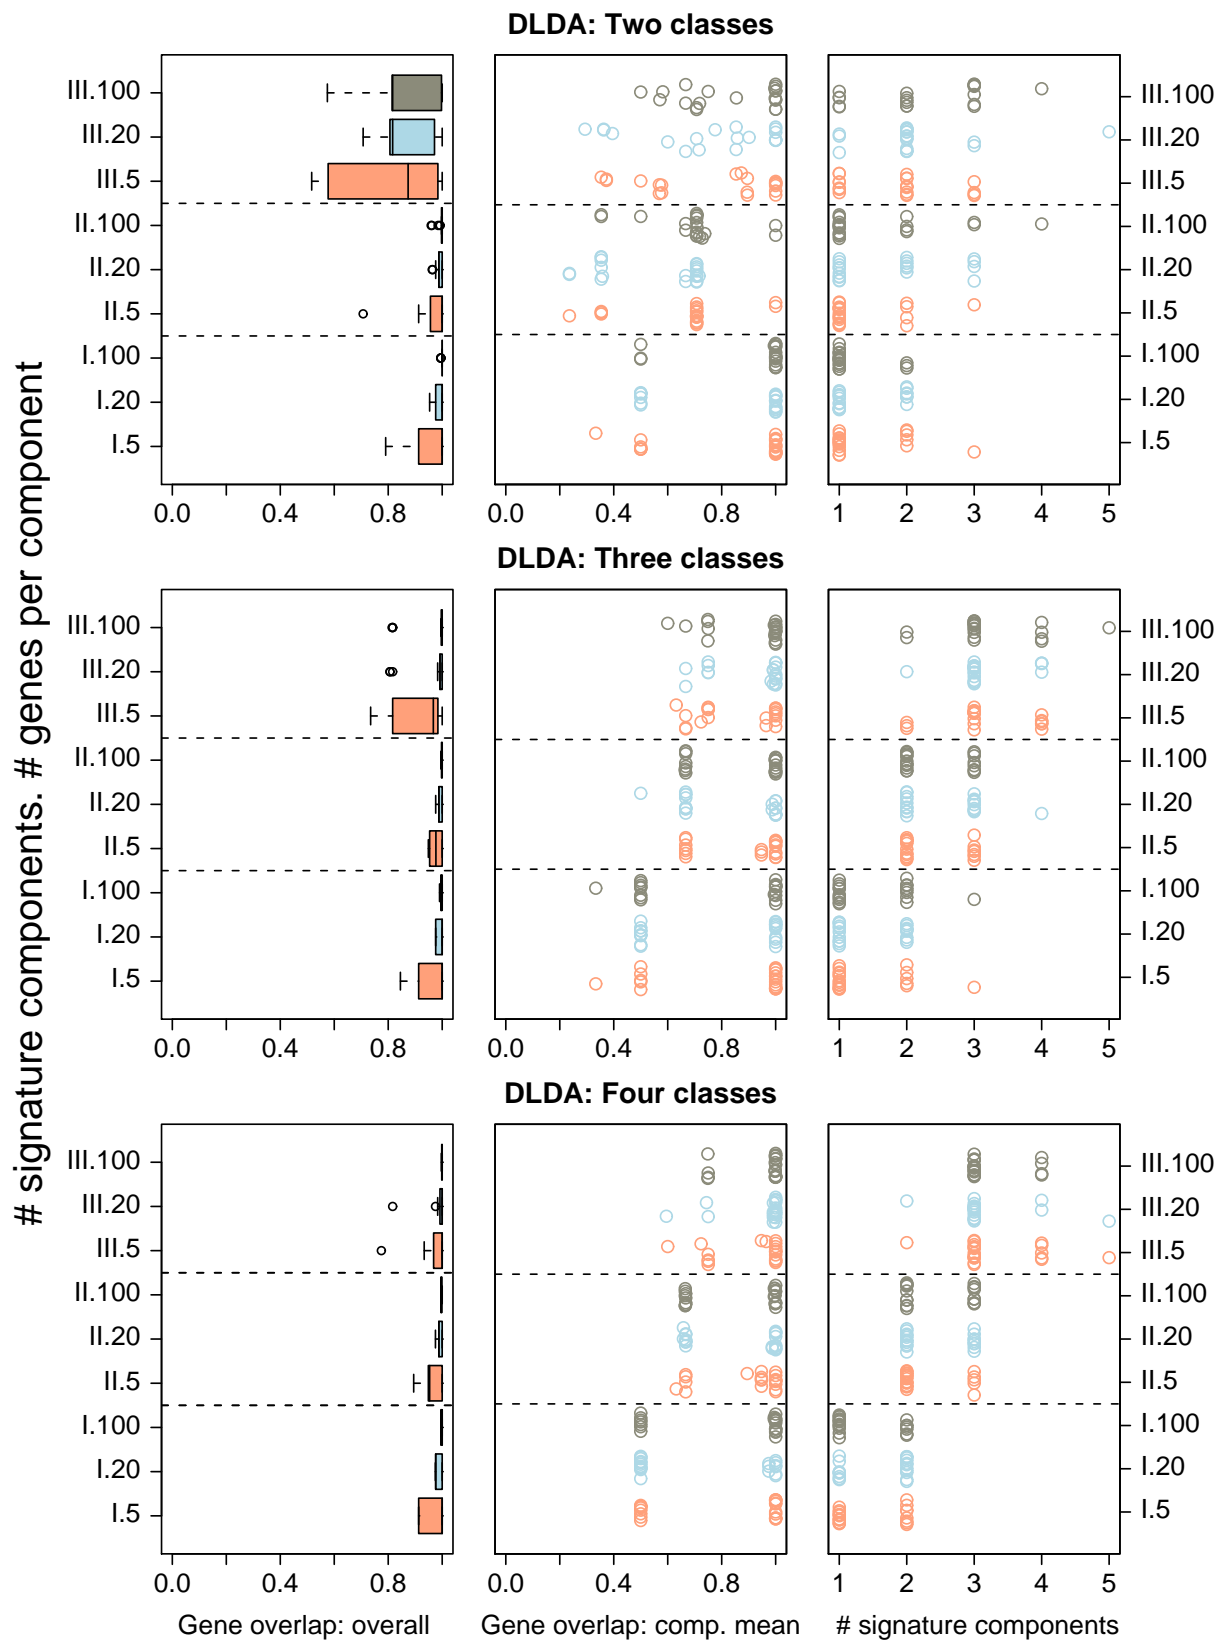 # signature components. # genes per component
DLDA: Two classes
III.100
III.20
III.5
II.100
II.20
II.5
I.100
I.20
I.5
0.0 0.4 0.8
0.0 0.4 0.8
1 2 3 4 5
III.100
III.20
III.5
II.100
II.20
II.5
I.100
I.20
I.5
DLDA: Three classes
III.100
III.20
III.5
II.100
II.20
II.5
I.100
I.20
I.5
0.0 0.4 0.8
0.0 0.4 0.8
1 2 3 4 5
III.100
III.20
III.5
II.100
II.20
II.5
I.100
I.20
I.5
DLDA: Four classes
III.100
III.20
III.5
II.100
II.20
II.5
I.100
I.20
I.5
0.0 0.4 0.8
0.0 0.4 0.8
1 2 3 4 5
III.100
III.20
III.5
II.100
II.20
II.5
I.100
I.20
I.5
Gene overlap: overall
Gene overlap: comp. mean
# signature components